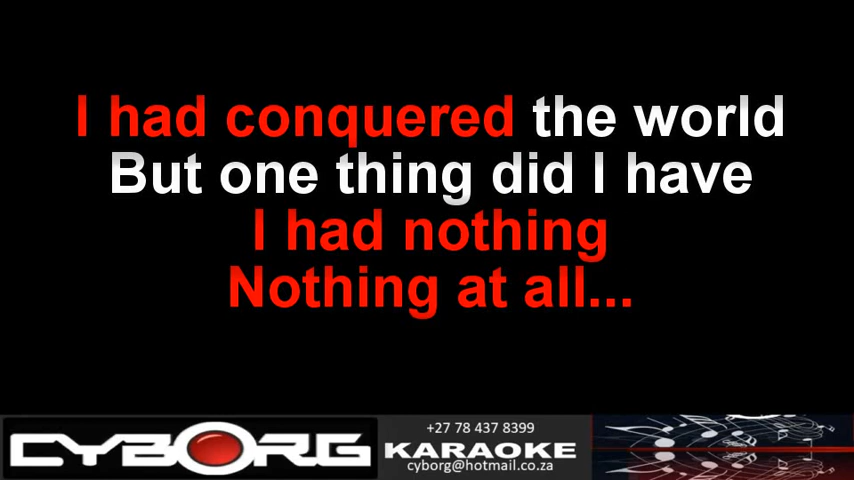 I had conquered the world
But one thing did I have
I had nothing
Nothing at all...
CYBORG
+27 78 437 8399
KARAOKE
cyborg@hotmail.co.za